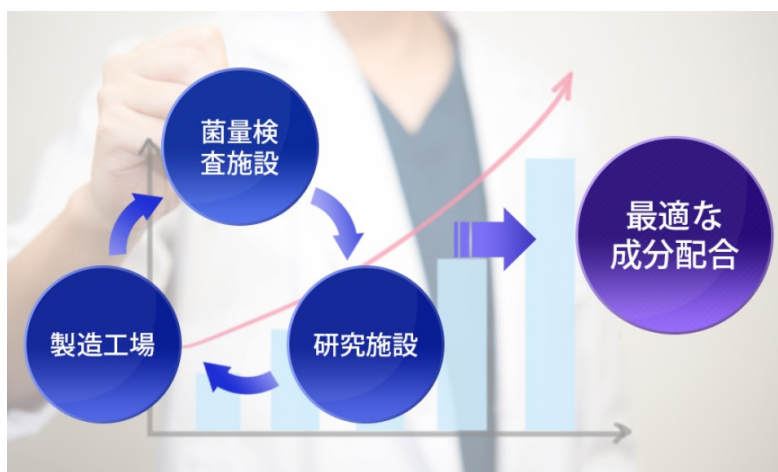 菌量検
査施設
最適な
成分配合
製造工場
研究施設